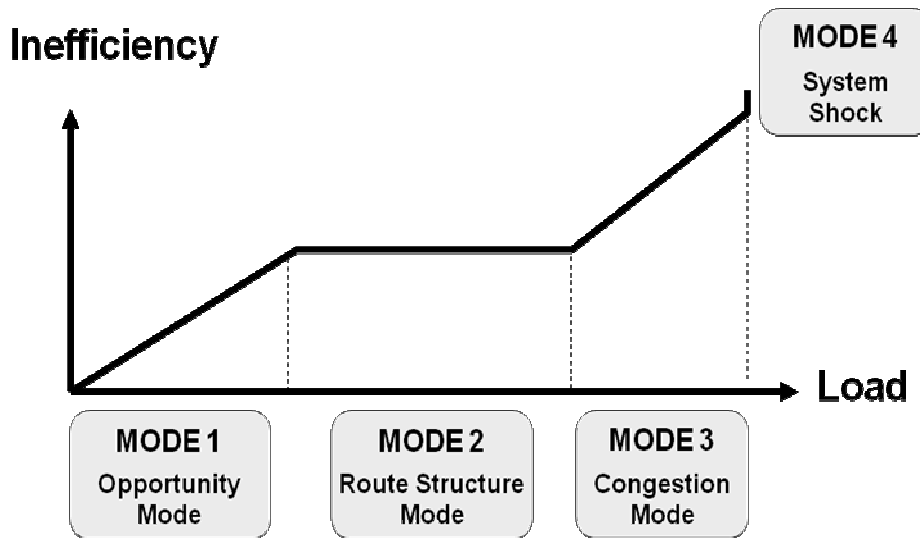 Inefficiency
MODE 4
System
Shock
Load
MODE 1
Opportunity
Mode
MODE 2
Route Structure
Mode
MODE 3
Congestion
Mode